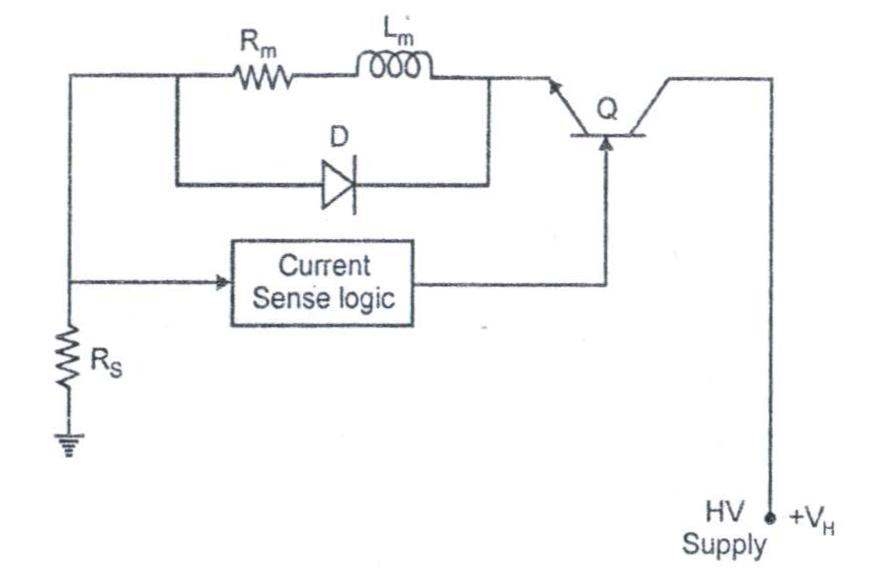 Rm
Lm
D
Q
Current
Sense logic
RS
HV
Supply
+VH